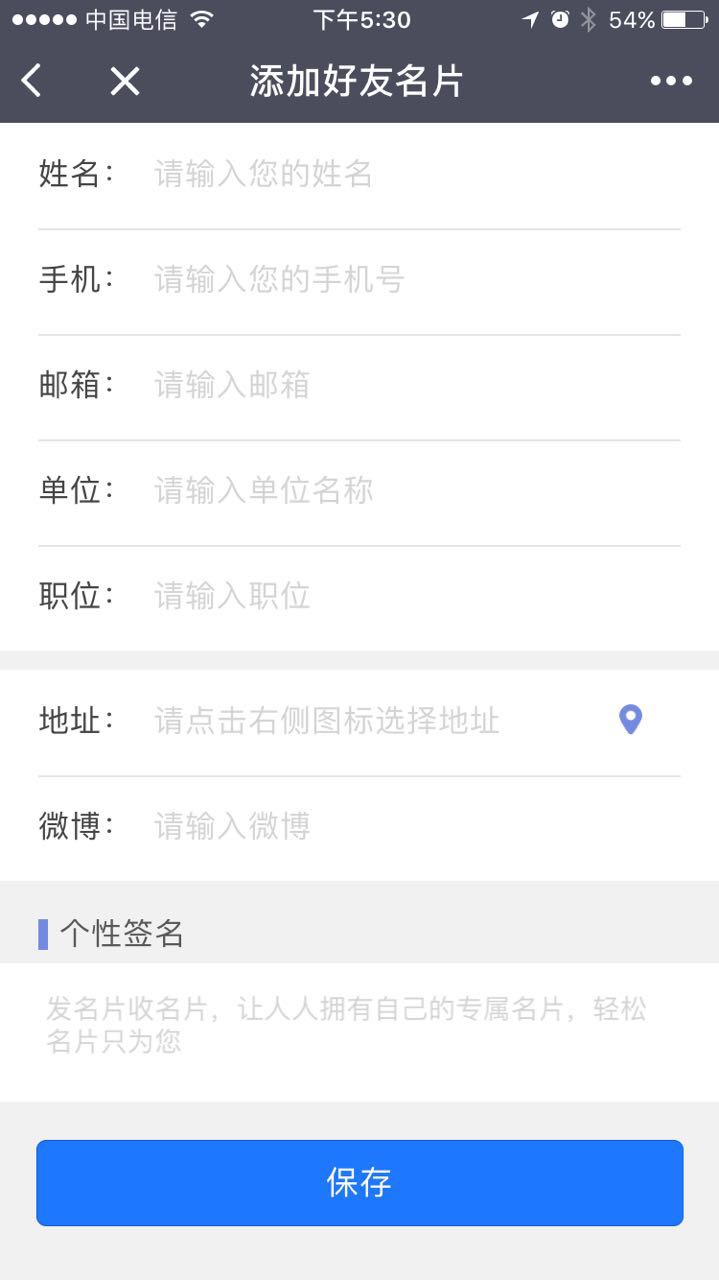 中国电信 下午5:30 54%
添加好友名片
姓名： 请输入您的姓名
手机： 请输入您的手机号
邮箱： 请输入邮箱
单位： 请输入单位名称
职位： 请输入职位
地址： 请点击右侧图标选择地址
微博： 请输入微博
个性签名
发名片收名片，让人人拥有自己的专属名片，轻松
名片只为您
保存